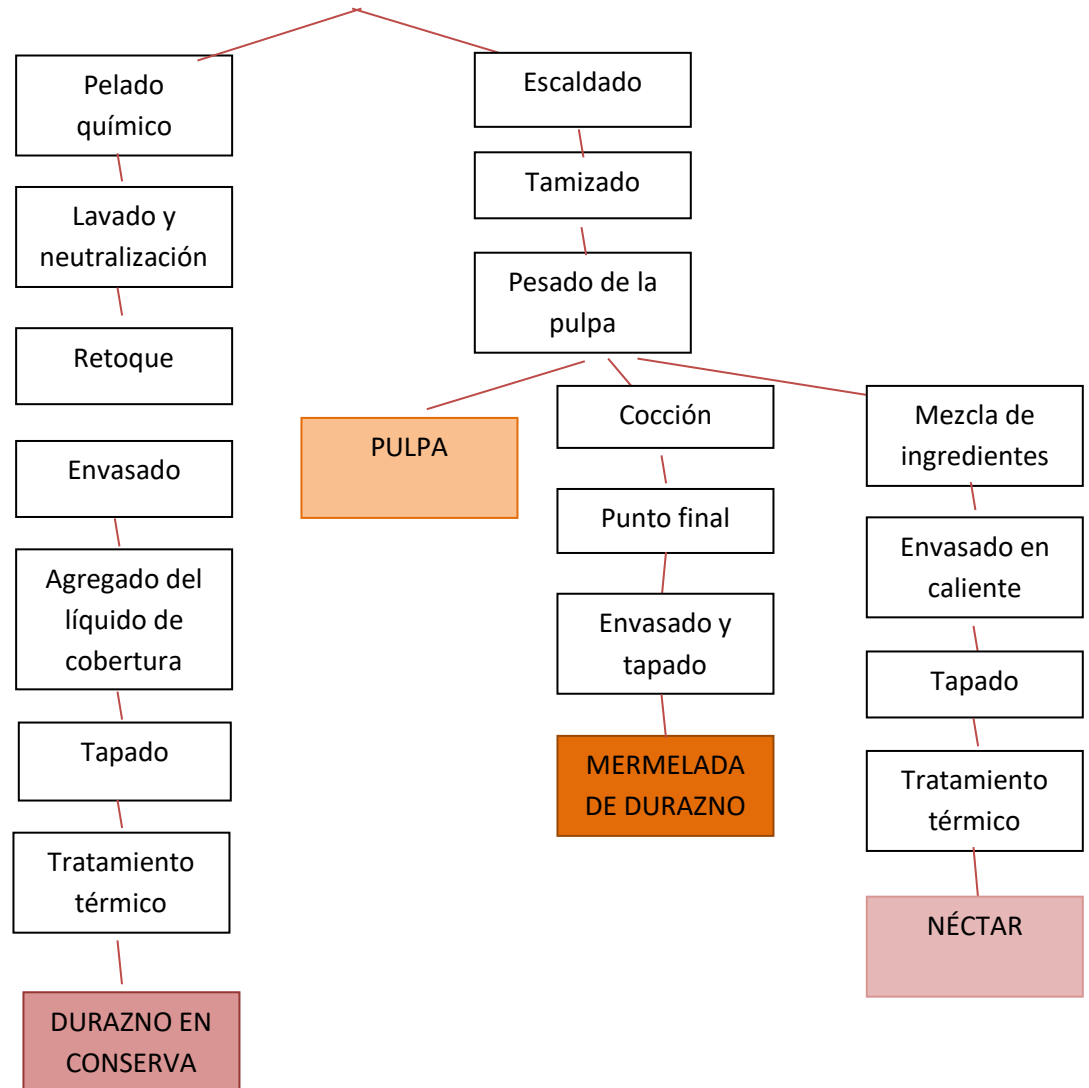 Pelado
químico
Lavado y
neutralización
Retoque
Envasado
Agregado del
líquido de
cobertura
Tapado
Tratamiento
térmico
DURAZNO EN
CONSERVA
Escaldado
Tamizado
Pesado de la
pulpa
PULPA
Cocción
Punto final
Envasado y
tapado
MERMELADA
DE DURAZNO
Mezcla de
ingredientes
Envasado en
caliente
Tapado
Tratamiento
térmico
NÉCTAR